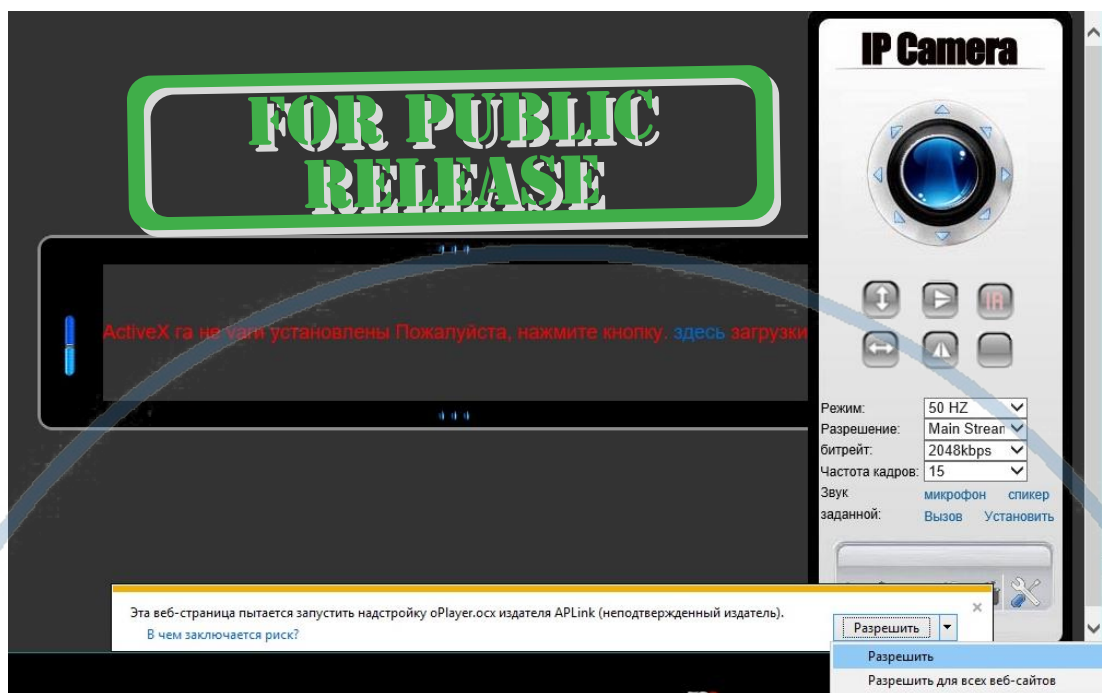 IP Camera
FOR PUBLIC
RELEASE
IR
ActiveX га не vam установлены Пожалуйста, нажмите кнопку. здесь загрузки
Режим: 50 HZ
Разрешение: Main Strean
битрейт: 2048kbps
Частота кадров: 15
Звук микрофон спикер
заданной: Вызов Установить
Эта веб-страница пытается запустить надстройку oPlayer.ocx издателя APLink (неподтвержденный издатель).
В чем заключается риск?
Разрешить
Разрешить
Разрешить для всех веб-сайтов